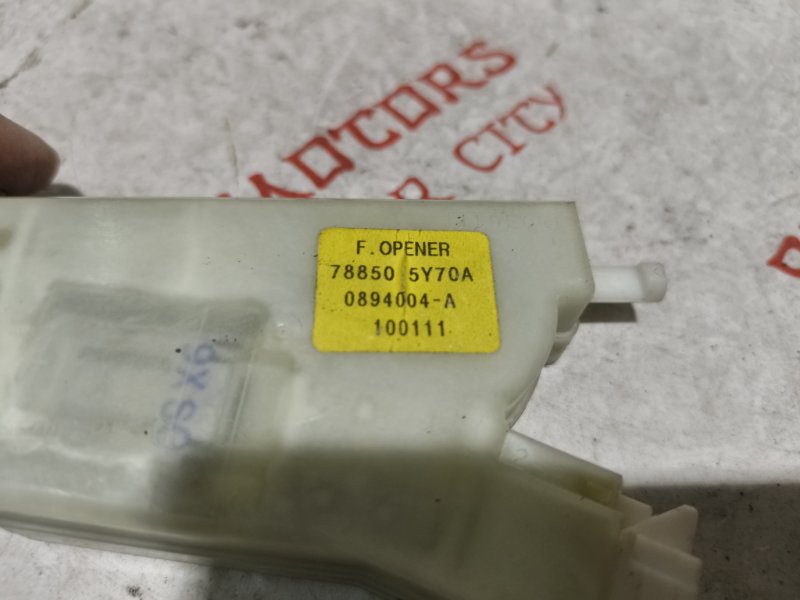 MOTORS
CITY
F. OPENER
78850 5Y70A
0894004-A
100111